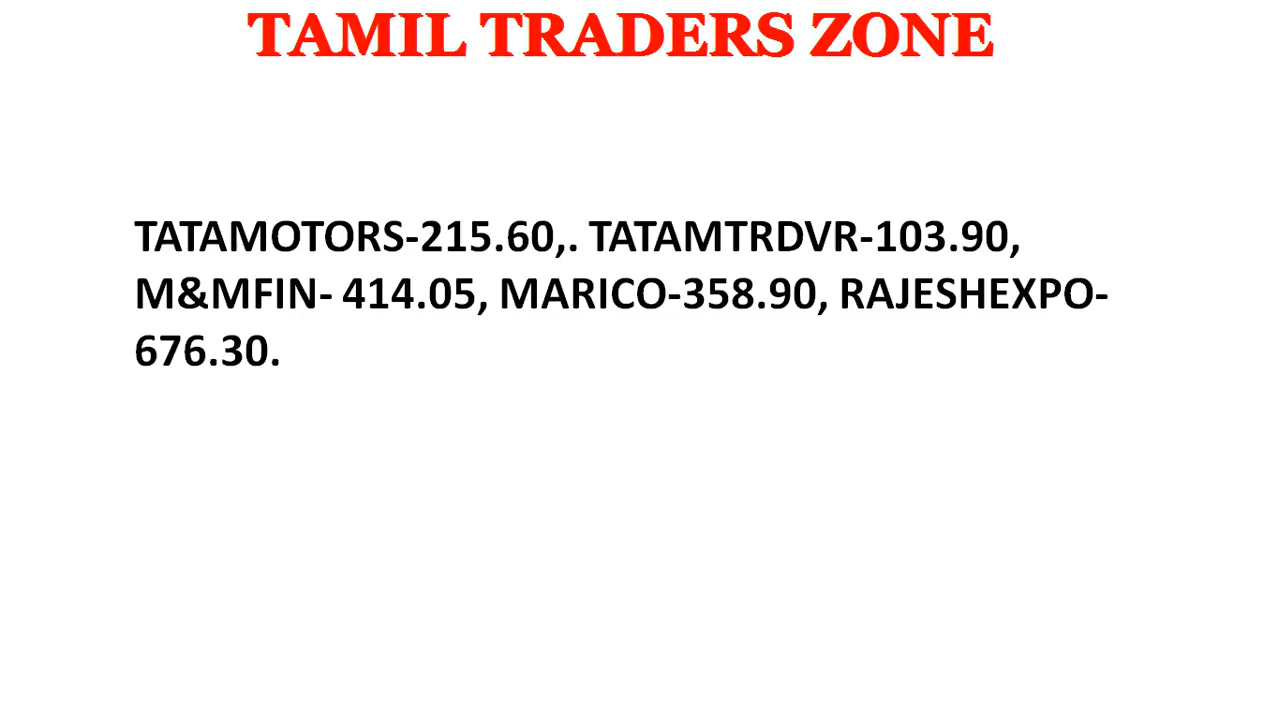 TAMIL TRADERS ZONE
TATAMOTORS-215.60,. TATAMTRDVR-103.90,
M&MFIN- 414.05, MARICO-358.90, RAJESHEXPO-
676.30.